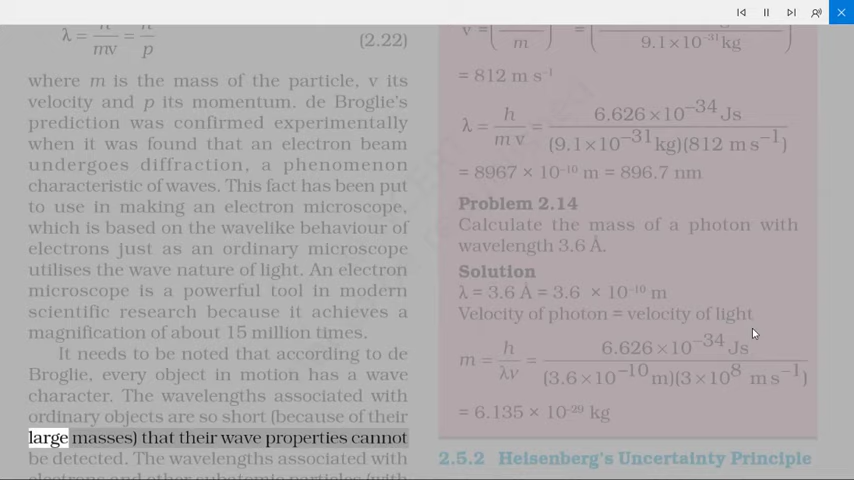 λ = h/mv = h/p (2.22)
where m is the mass of the particle, v its
velocity and p its momentum. de Broglie's
prediction was confirmed experimentally
when it was found that an electron beam
undergoes diffraction, a phenomenon
characteristic of waves. This fact has been put
to use in making an electron microscope,
which is based on the wavelike behaviour of
electrons just as an ordinary microscope
utilises the wave nature of light. An electron
microscope is a powerful tool in modern
scientific research because it achieves a
magnification of about 15 million times.
It needs to be noted that according to de
Broglie, every object in motion has a wave
character. The wavelengths associated with
ordinary objects are so short (because of their
large masses) that their wave properties cannot
be detected. The wavelengths associated with
electrons and other subatomic particles (with
v = ( / m) = ( / 9.1×10⁻³¹kg)
= 812 m s⁻¹
λ = h/m v = 6.626×10⁻³⁴ Js/(9.1×10⁻³¹kg)(812 m s⁻¹)
= 8967 × 10⁻¹⁰ m = 896.7 nm
Problem 2.14
Calculate the mass of a photon with
wavelength 3.6 Å.
Solution
λ = 3.6 Å = 3.6 × 10⁻¹⁰ m
Velocity of photon = velocity of light
m = h/λν = 6.626×10⁻³⁴ Js/(3.6×10⁻¹⁰m)(3×10⁸ m s⁻¹)
= 6.135 × 10⁻²⁹ kg
2.5.2 Heisenberg's Uncertainty Principle